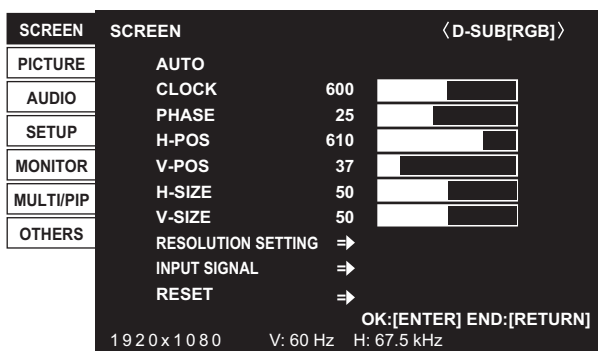 SCREEN
PICTURE
AUDIO
SETUP
MONITOR
MULTI/PIP
OTHERS
SCREEN 〈D-SUB[RGB]〉
AUTO
CLOCK 600
PHASE 25
H-POS 610
V-POS 37
H-SIZE 50
V-SIZE 50
RESOLUTION SETTING ⇒
INPUT SIGNAL ⇒
RESET ⇒
OK:[ENTER] END:[RETURN]
1920x1080 V: 60 Hz H: 67.5 kHz